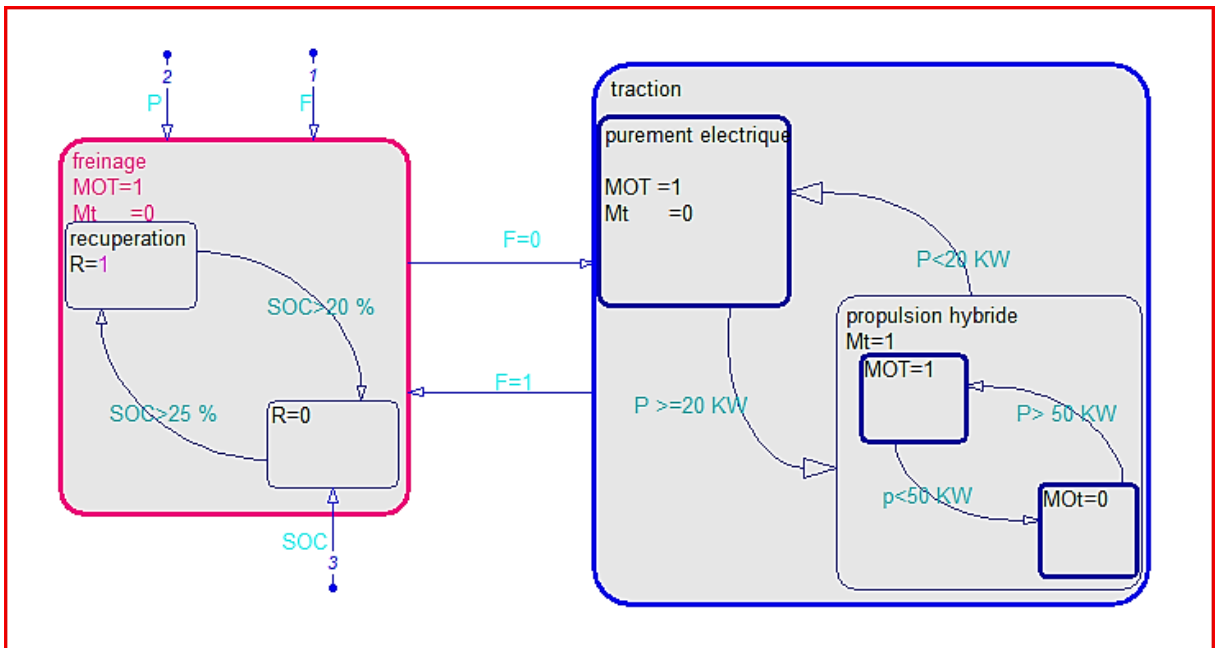 2
1
P
F
freinage
MOT=1
Mt =0
recuperation
R=1
SOC>20 %
SOC>25 %
R=0
SOC
3
F=0
F=1
traction
purement electrique
MOT =1
Mt =0
P<20 KW
P >=20 KW
propulsion hybride
Mt=1
MOT=1
P> 50 KW
p<50 KW
MOt=0